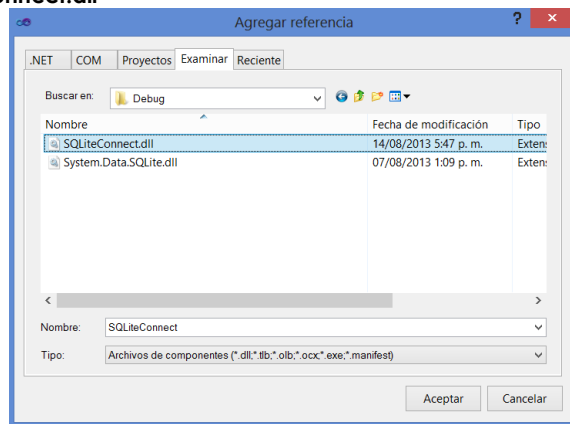 Agregar referencia
.NET COM Proyectos Examinar Reciente
Buscar en: Debug
Nombre Fecha de modificación Tipo
SQLiteConnect.dll 14/08/2013 5:47 p. m. Extens
System.Data.SQLite.dll 07/08/2013 1:09 p. m. Extens
Nombre: SQLiteConnect
Tipo: Archivos de componentes (*.dll;*.tlb;*.olb;*.ocx;*.exe;*.manifest)
Aceptar Cancelar